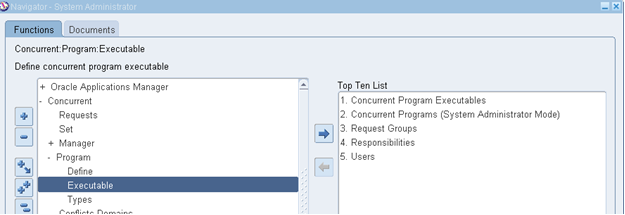 Navigator - System Administrator
Functions
Documents
Concurrent:Program:Executable
Define concurrent program executable
+ Oracle Applications Manager
- Concurrent
Requests
Set
+ Manager
- Program
Define
Executable
Types
Conflicts Domains
Top Ten List
1. Concurrent Program Executables
2. Concurrent Programs (System Administrator Mode)
3. Request Groups
4. Responsibilities
5. Users